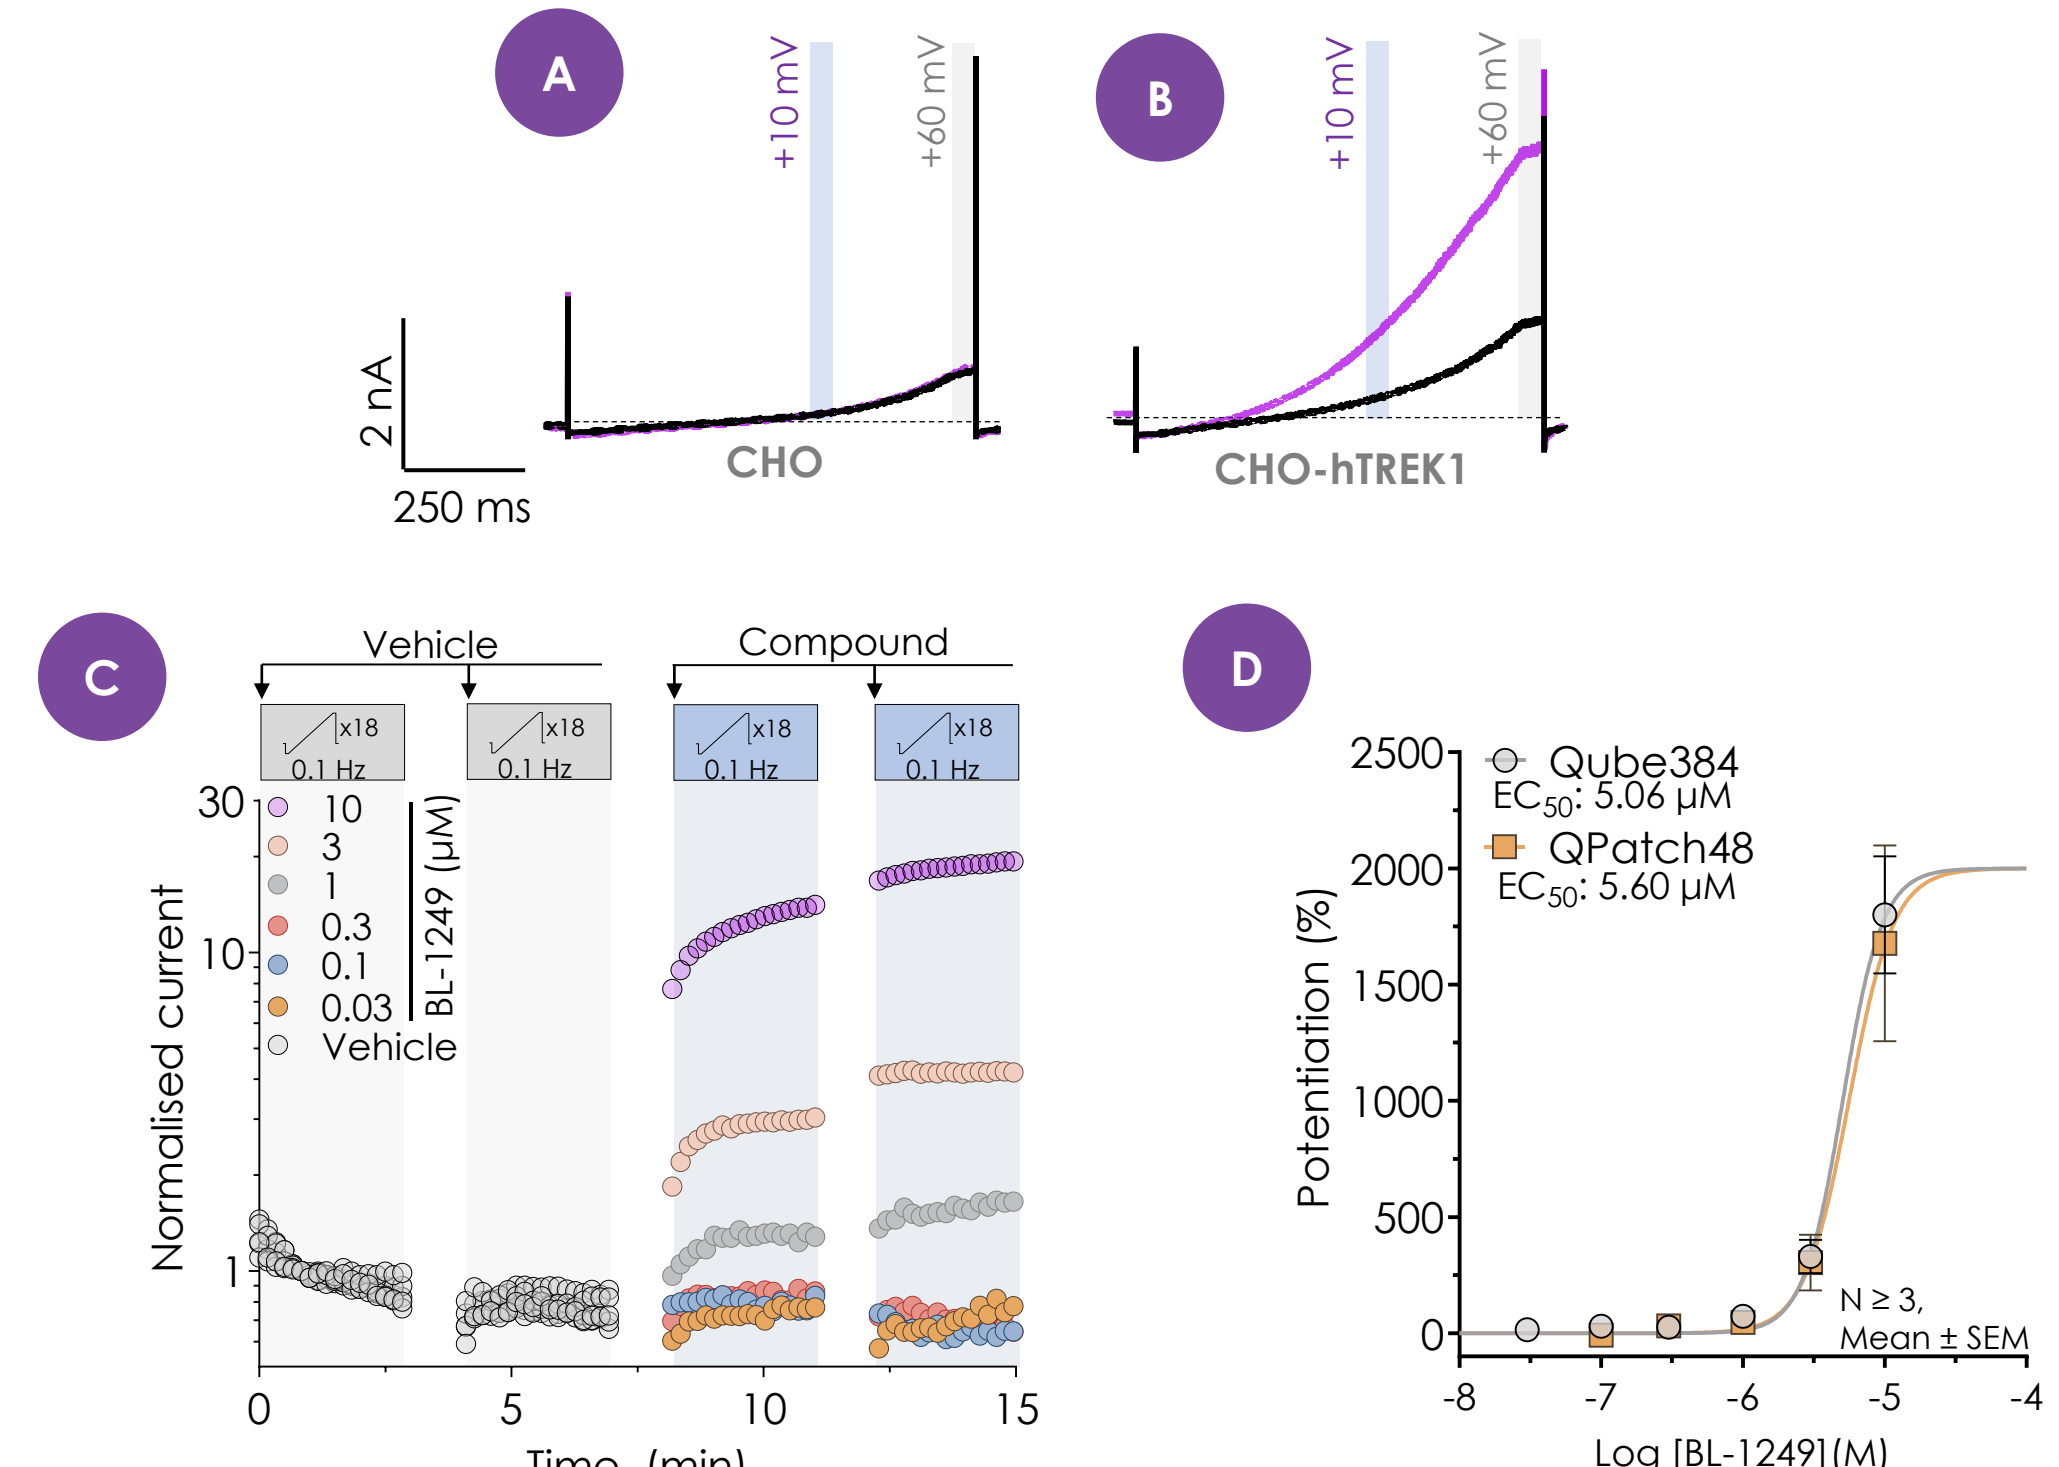 A
+10 mV
+60 mV
B
+10 mV
+60 mV
2 nA
250 ms
CHO
CHO-hTREK1
C
Vehicle
Compound
x18
0.1 Hz
x18
0.1 Hz
x18
0.1 Hz
x18
0.1 Hz
30
10
1
Normalised current
10
3
1
0.3
0.1
0.03
Vehicle
BL-1249 (µM)
0
5
10
15
Time (min)
D
2500
2000
1500
1000
500
0
Potentiation (%)
Qube384
EC50: 5.06 µM
QPatch48
EC50: 5.60 µM
N ≥ 3,
Mean ± SEM
-8
-7
-6
-5
-4
Log [BL-1249](M)